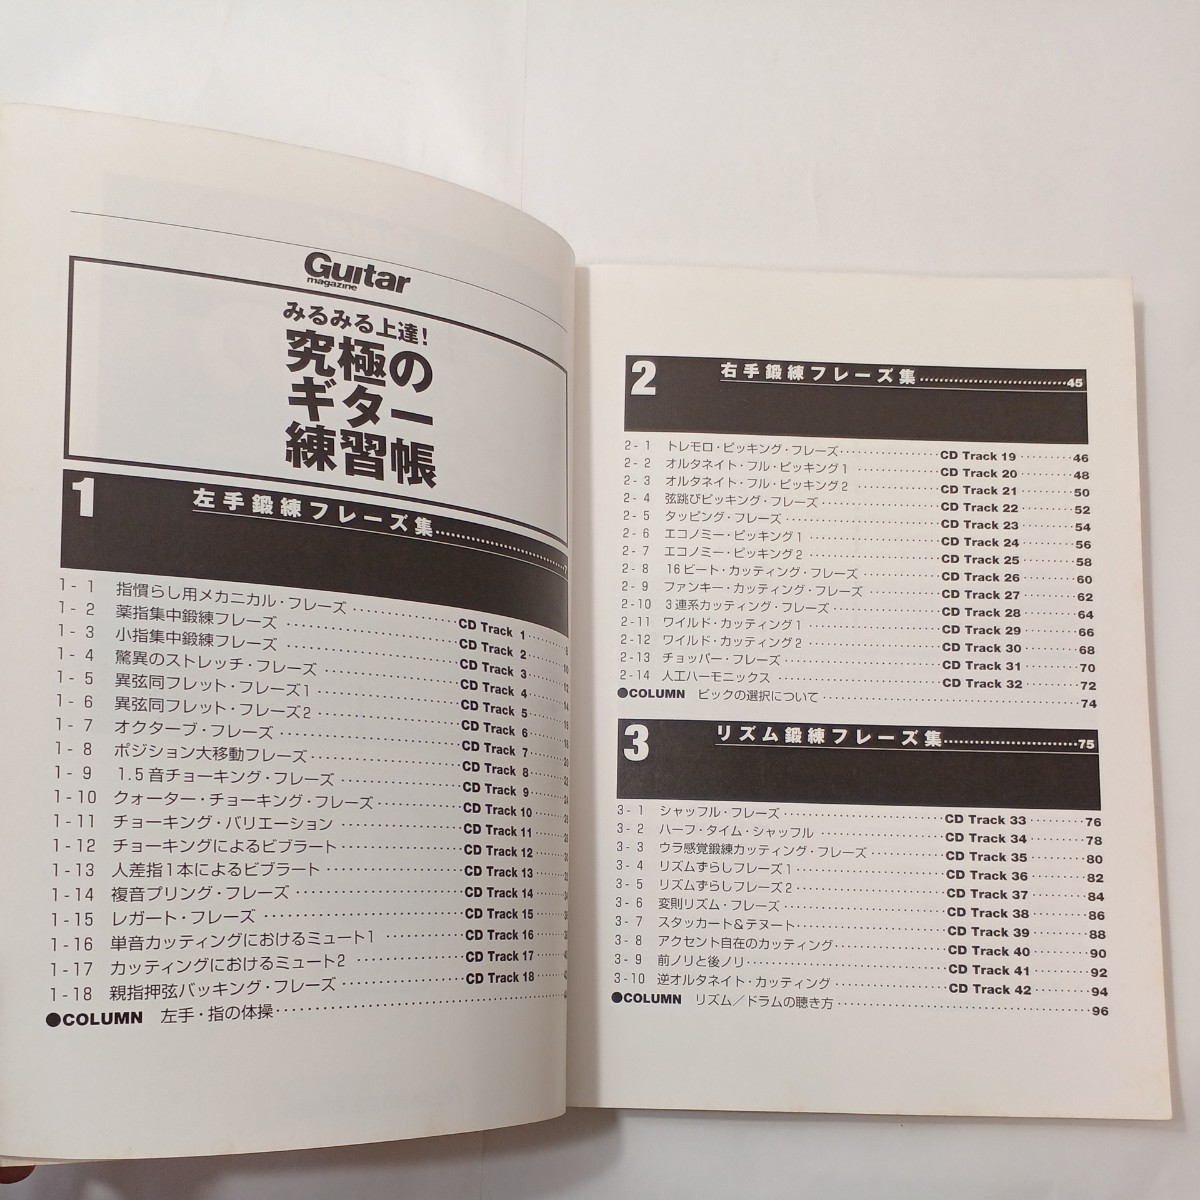 Guitar
magazine
みるみる上達！
究極の
ギター
練習帳
1 左手鍛練フレーズ集……………………7
1-1 指慣らし用メカニカル・フレーズ…………CD Track 1………8
1-2 薬指集中鍛練フレーズ…………CD Track 2………10
1-3 小指集中鍛練フレーズ…………CD Track 3………12
1-4 驚異のストレッチ・フレーズ…………CD Track 4………14
1-5 異弦同フレット・フレーズ1…………CD Track 5………
1-6 異弦同フレット・フレーズ2…………CD Track 6………18
1-7 オクターブ・フレーズ…………CD Track 7………20
1-8 ポジション大移動フレーズ…………CD Track 8………22
1-9 1.5音チョーキング・フレーズ…………CD Track 9………24
1-10 クォーター・チョーキング・フレーズ…………CD Track 10………
1-11 チョーキング・バリエーション…………CD Track 11………
1-12 チョーキングによるビブラート…………CD Track 12………
1-13 人差指1本によるビブラート…………CD Track 13………
1-14 複音プリング・フレーズ…………CD Track 14………
1-15 レガート・フレーズ…………CD Track 15………
1-16 単音カッティングにおけるミュート1…………CD Track 16………
1-17 カッティングにおけるミュート2…………CD Track 17………
1-18 親指押弦バッキング・フレーズ…………CD Track 18………
●COLUMN 左手・指の体操……………………
2 右手鍛練フレーズ集……………………45
2-1 トレモロ・ピッキング・フレーズ…………CD Track 19………46
2-2 オルタネイト・フル・ピッキング1…………CD Track 20………48
2-3 オルタネイト・フル・ピッキング2…………CD Track 21………50
2-4 弦跳びピッキング・フレーズ…………CD Track 22………52
2-5 タッピング・フレーズ…………CD Track 23………54
2-6 エコノミー・ピッキング1…………CD Track 24………56
2-7 エコノミー・ピッキング2…………CD Track 25………58
2-8 16ビート・カッティング・フレーズ…………CD Track 26………60
2-9 ファンキー・カッティング・フレーズ…………CD Track 27………62
2-10 3連系カッティング・フレーズ…………CD Track 28………64
2-11 ワイルド・カッティング1…………CD Track 29………66
2-12 ワイルド・カッティング2…………CD Track 30………68
2-13 チョッパー・フレーズ…………CD Track 31………70
2-14 人工ハーモニックス…………CD Track 32………72
●COLUMN ピックの選択について……………………74
3 リズム鍛練フレーズ集……………………75
3-1 シャッフル・フレーズ…………CD Track 33………76
3-2 ハーフ・タイム・シャッフル…………CD Track 34………78
3-3 ウラ感覚鍛練カッティング・フレーズ…………CD Track 35………80
3-4 リズムずらしフレーズ1…………CD Track 36………82
3-5 リズムずらしフレーズ2…………CD Track 37………84
3-6 変則リズム・フレーズ…………CD Track 38………86
3-7 スタッカート＆テヌート…………CD Track 39………88
3-8 アクセント自在のカッティング…………CD Track 40………90
3-9 前ノリと後ノリ…………CD Track 41………92
3-10 逆オルタネイト・カッティング…………CD Track 42………94
●COLUMN リズム／ドラムの聴き方……………………96